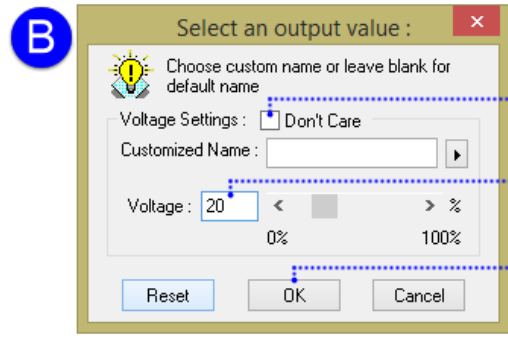 B
Select an output value :
×
Choose custom name or leave blank for
default name
Voltage Settings : Don't Care
Customized Name :
Voltage : 20 < > %
0% 100%
Reset OK Cancel